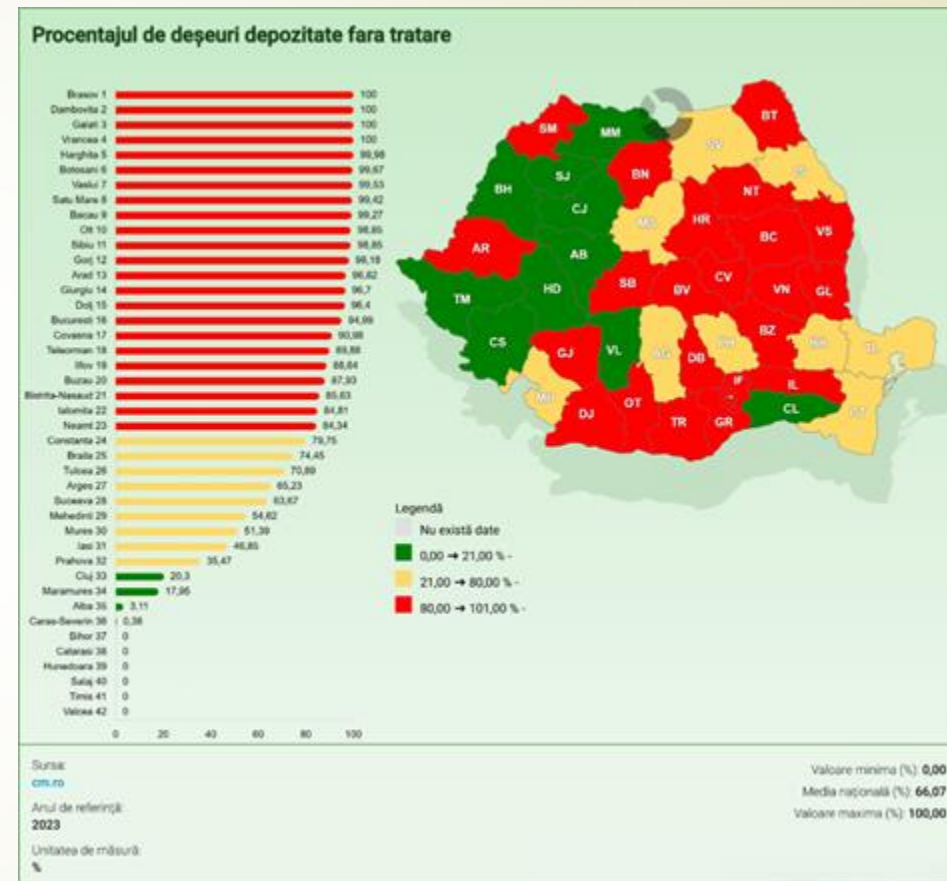 Procentajul de deșeuri depozitate fara tratare
Brasov 1 100
Dambovita 2 100
Galati 3 100
Vrancea 4 100
Harghita 5 99,98
Botosani 6 99,67
Vaslui 7 99,53
Satu Mare 8 99,42
Bacau 9 99,27
Olt 10 98,85
Sibiu 11 98,85
Gorj 12 98,18
Arad 13 96,82
Giurgiu 14 96,7
Dolj 15 96,4
Bucuresti 16 94,99
Covasna 17 90,98
Teleorman 18 89,88
Ilfov 19 88,84
Buzau 20 87,93
Bistrita-Nasaud 21 85,63
Ialomita 22 84,81
Neamt 23 84,34
Constanta 24 79,75
Braila 25 74,45
Tulcea 26 70,89
Arges 27 65,23
Suceava 28 63,67
Mehedinti 29 54,62
Mures 30 51,39
Iasi 31 46,85
Prahova 32 35,47
Cluj 33 20,3
Maramures 34 17,95
Alba 35 3,11
Caras-Severin 36 0,38
Bihor 37 0
Calarasi 38 0
Hunedoara 39 0
Salaj 40 0
Timis 41 0
Valcea 42 0
0 20 40 60 80 100
BT
SM MM SV
IS
BN
SJ NT
BH
CJ MS HR
BC VS
AR AB
SB CV
HD BV VN GL
TM
BZ
CS GJ VL AG DB PH BR TL
IF IL
MH OT CL CT
DJ TR GR
Legendă
Nu există date
0,00 → 21,00 % -
21,00 → 80,00 % -
80,00 → 101,00 % -
Sursa:
cm.ro
Anul de referință:
2023
Unitatea de măsură:
%
Valoare minima (%): 0,00
Media națională (%): 66,07
Valoare maxima (%): 100,00